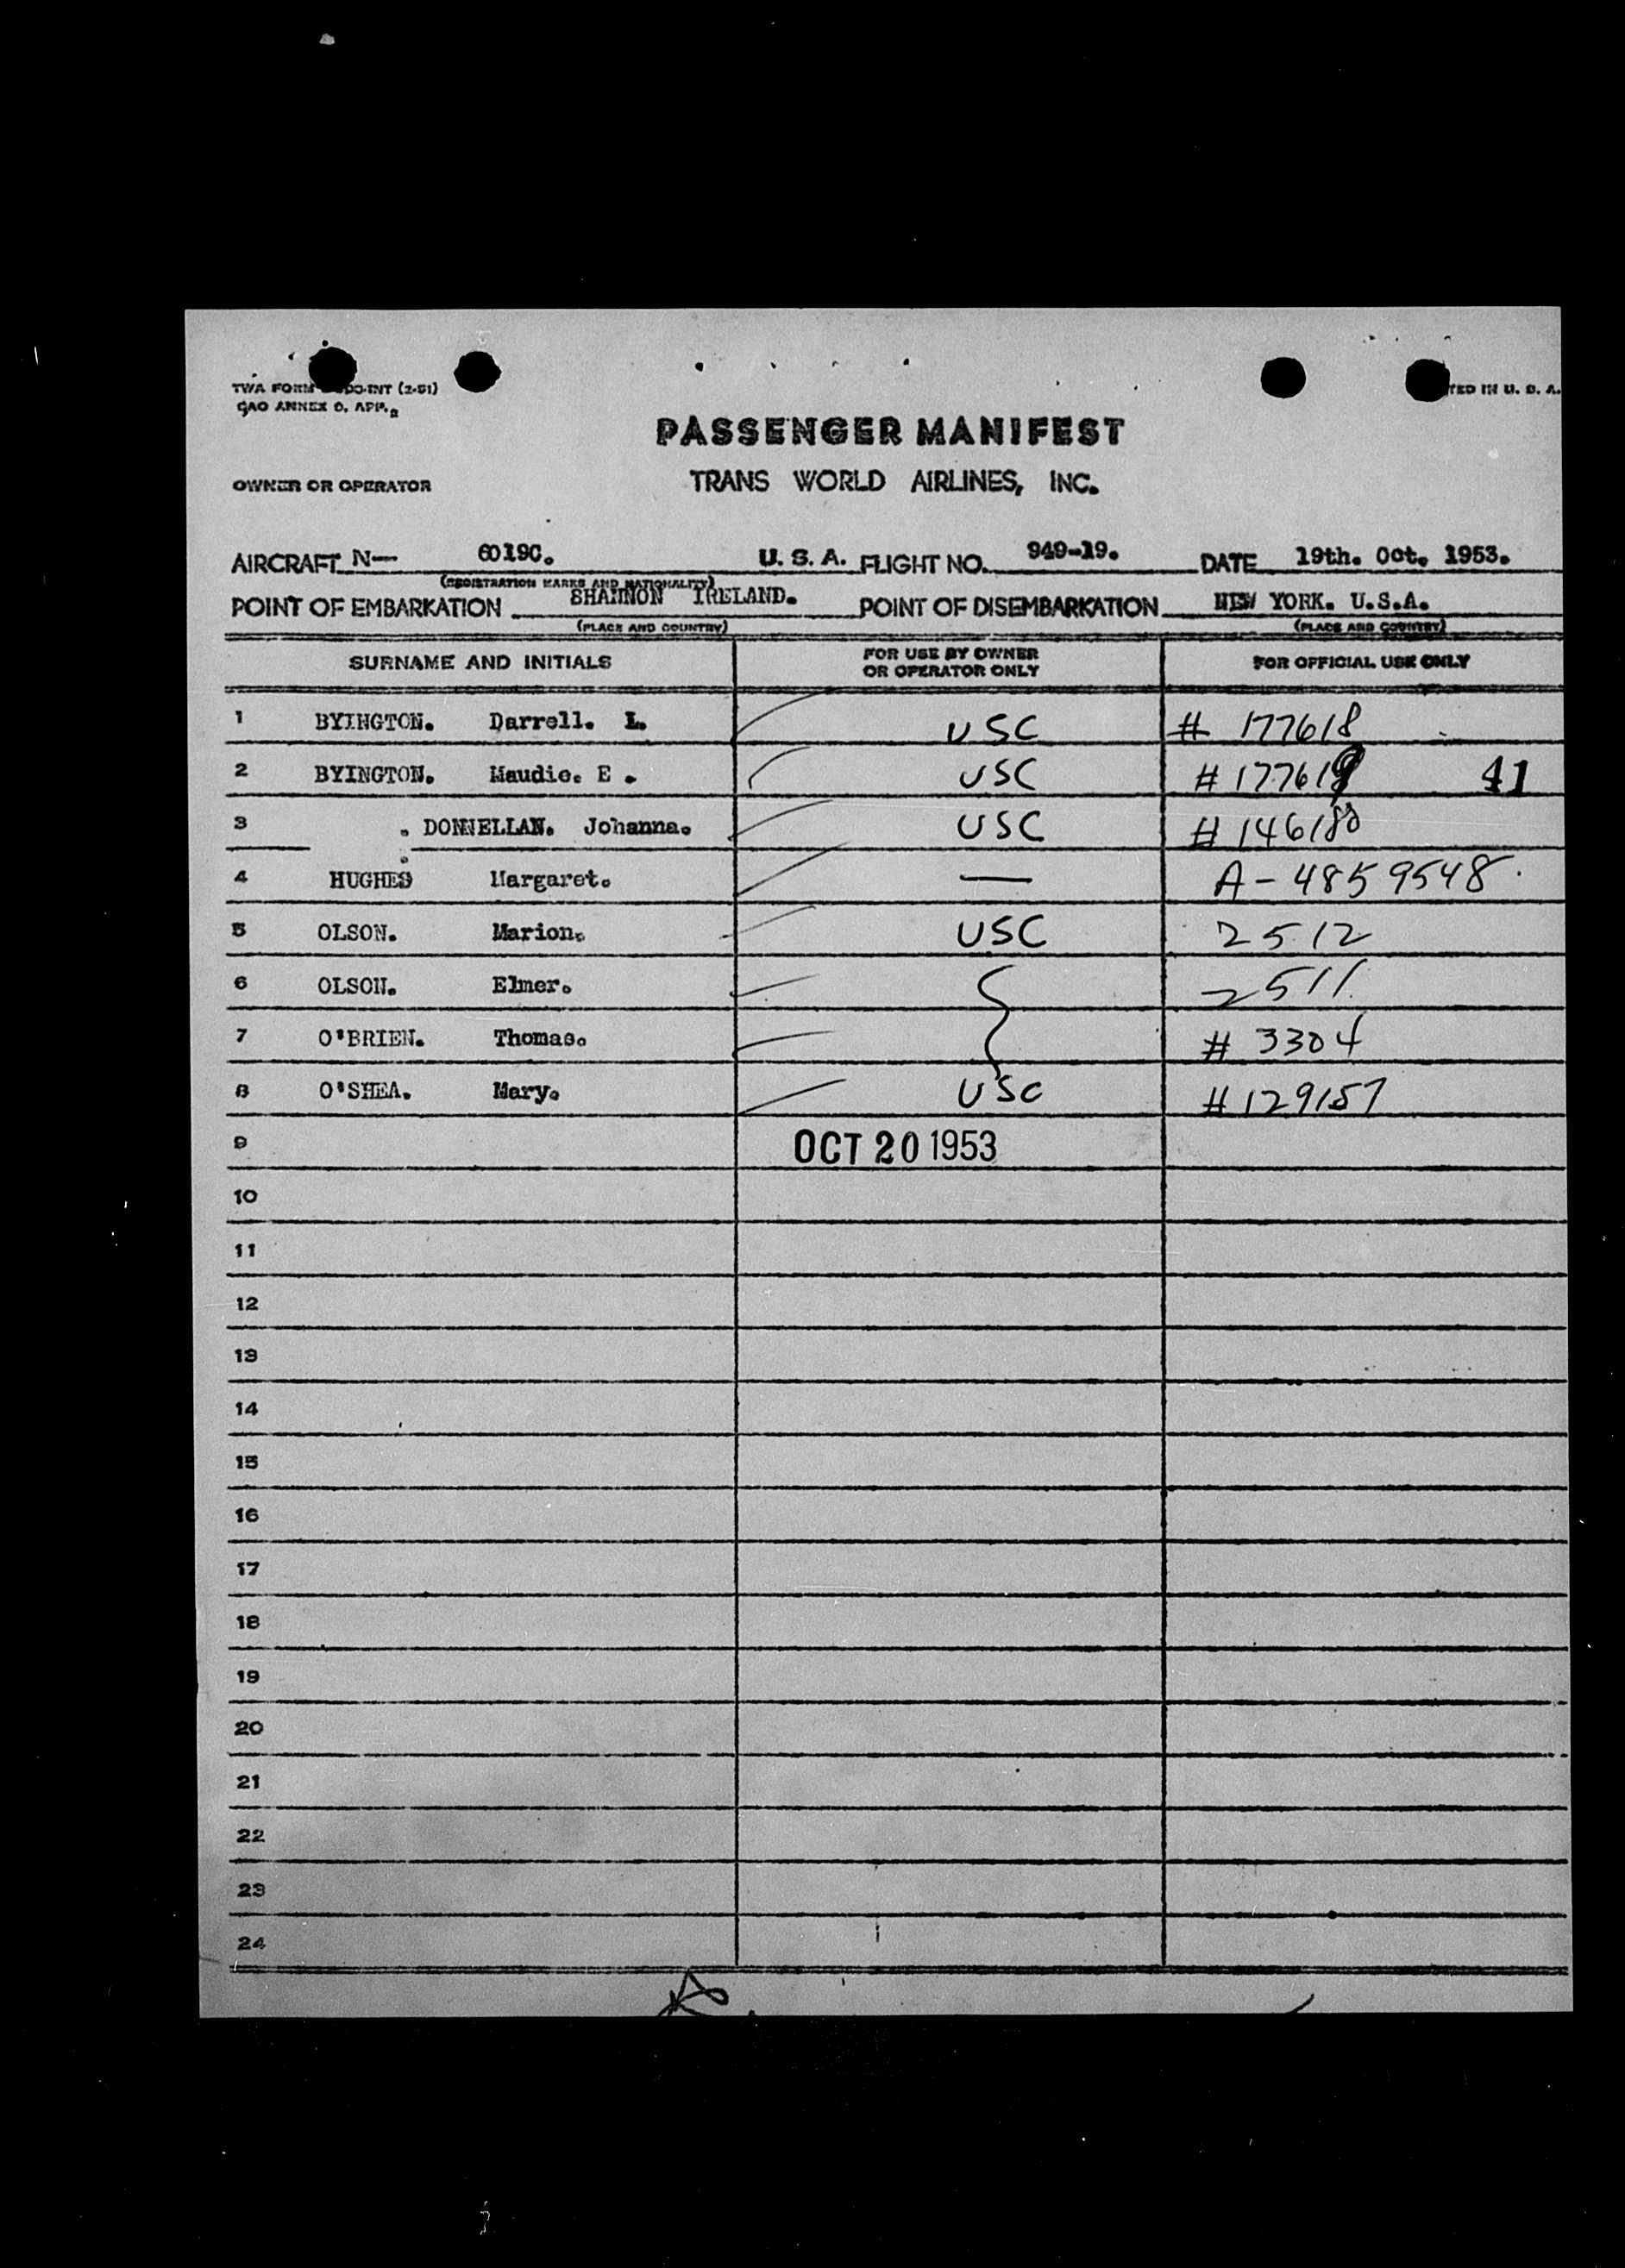 TWA FORM
CAO ANNEX 0. APP. 2
TED IN U. S. A.
PASSENGER MANIFEST
OWNER OR OPERATOR TRANS WORLD AIRLINES, INC.
AIRCRAFT N— 6019C. U. S. A. FLIGHT NO. 949-19. DATE 19th. Oct. 1953.
(REGISTRATION MARKS AND NATIONALITY)
POINT OF EMBARKATION SHANNON IRELAND. POINT OF DISEMBARKATION NEW YORK. U.S.A.
(PLACE AND COUNTRY) (PLACE AND COUNTRY)
SURNAME AND INITIALS FOR USE BY OWNER OR OPERATOR ONLY FOR OFFICIAL USE ONLY
1 BYINGTON. Darrell. L. USC # 177618
2 BYINGTON. Maudie. E . USC # 177619 41
3 . DONNELLAN. Johanna. USC # 146180
4 HUGHES Margaret. — A-4859548.
5 OLSON. Marion. USC 2512
6 OLSON. Elmer. 2511
7 O'BRIEN. Thomas. # 3304
8 O'SHEA. Mary. USC # 129157
9 OCT 20 1953
10
11
12
13
14
15
16
17
18
19
20
21
22
23
24